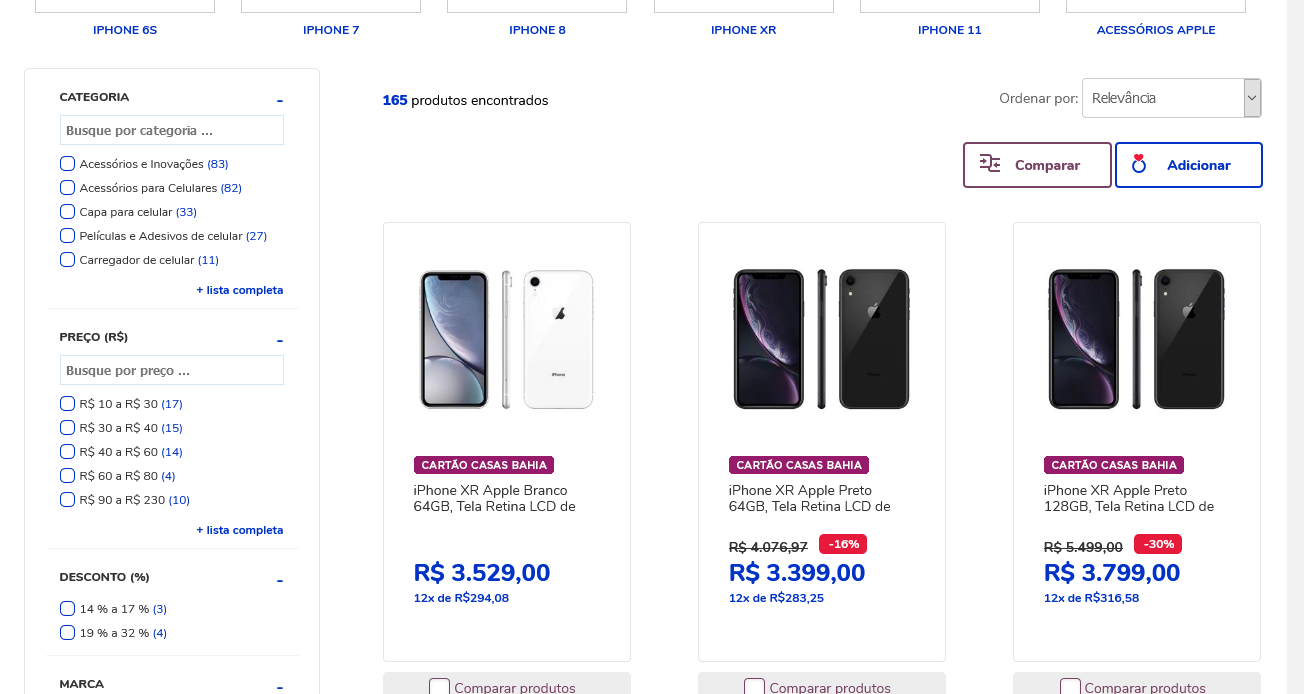 IPHONE 6S
IPHONE 7
IPHONE 8
IPHONE XR
IPHONE 11
ACESSÓRIOS APPLE
CATEGORIA
-
Busque por categoria ...
Acessórios e Inovações (83)
Acessórios para Celulares (82)
Capa para celular (33)
Películas e Adesivos de celular (27)
Carregador de celular (11)
+ lista completa
PREÇO (R$)
-
Busque por preço ...
R$ 10 a R$ 30 (17)
R$ 30 a R$ 40 (15)
R$ 40 a R$ 60 (14)
R$ 60 a R$ 80 (4)
R$ 90 a R$ 230 (10)
+ lista completa
DESCONTO (%)
-
14 % a 17 % (3)
19 % a 32 % (4)
MARCA
-
165 produtos encontrados
Ordenar por: Relevância
Comparar
Adicionar
iPhone
CARTÃO CASAS BAHIA
iPhone XR Apple Branco
64GB, Tela Retina LCD de
R$ 3.529,00
12x de R$294,08
Comparar produtos
iPhone
CARTÃO CASAS BAHIA
iPhone XR Apple Preto
64GB, Tela Retina LCD de
R$ 4.076,97 -16%
R$ 3.399,00
12x de R$283,25
Comparar produtos
iPhone
CARTÃO CASAS BAHIA
iPhone XR Apple Preto
128GB, Tela Retina LCD de
R$ 5.499,00 -30%
R$ 3.799,00
12x de R$316,58
Comparar produtos